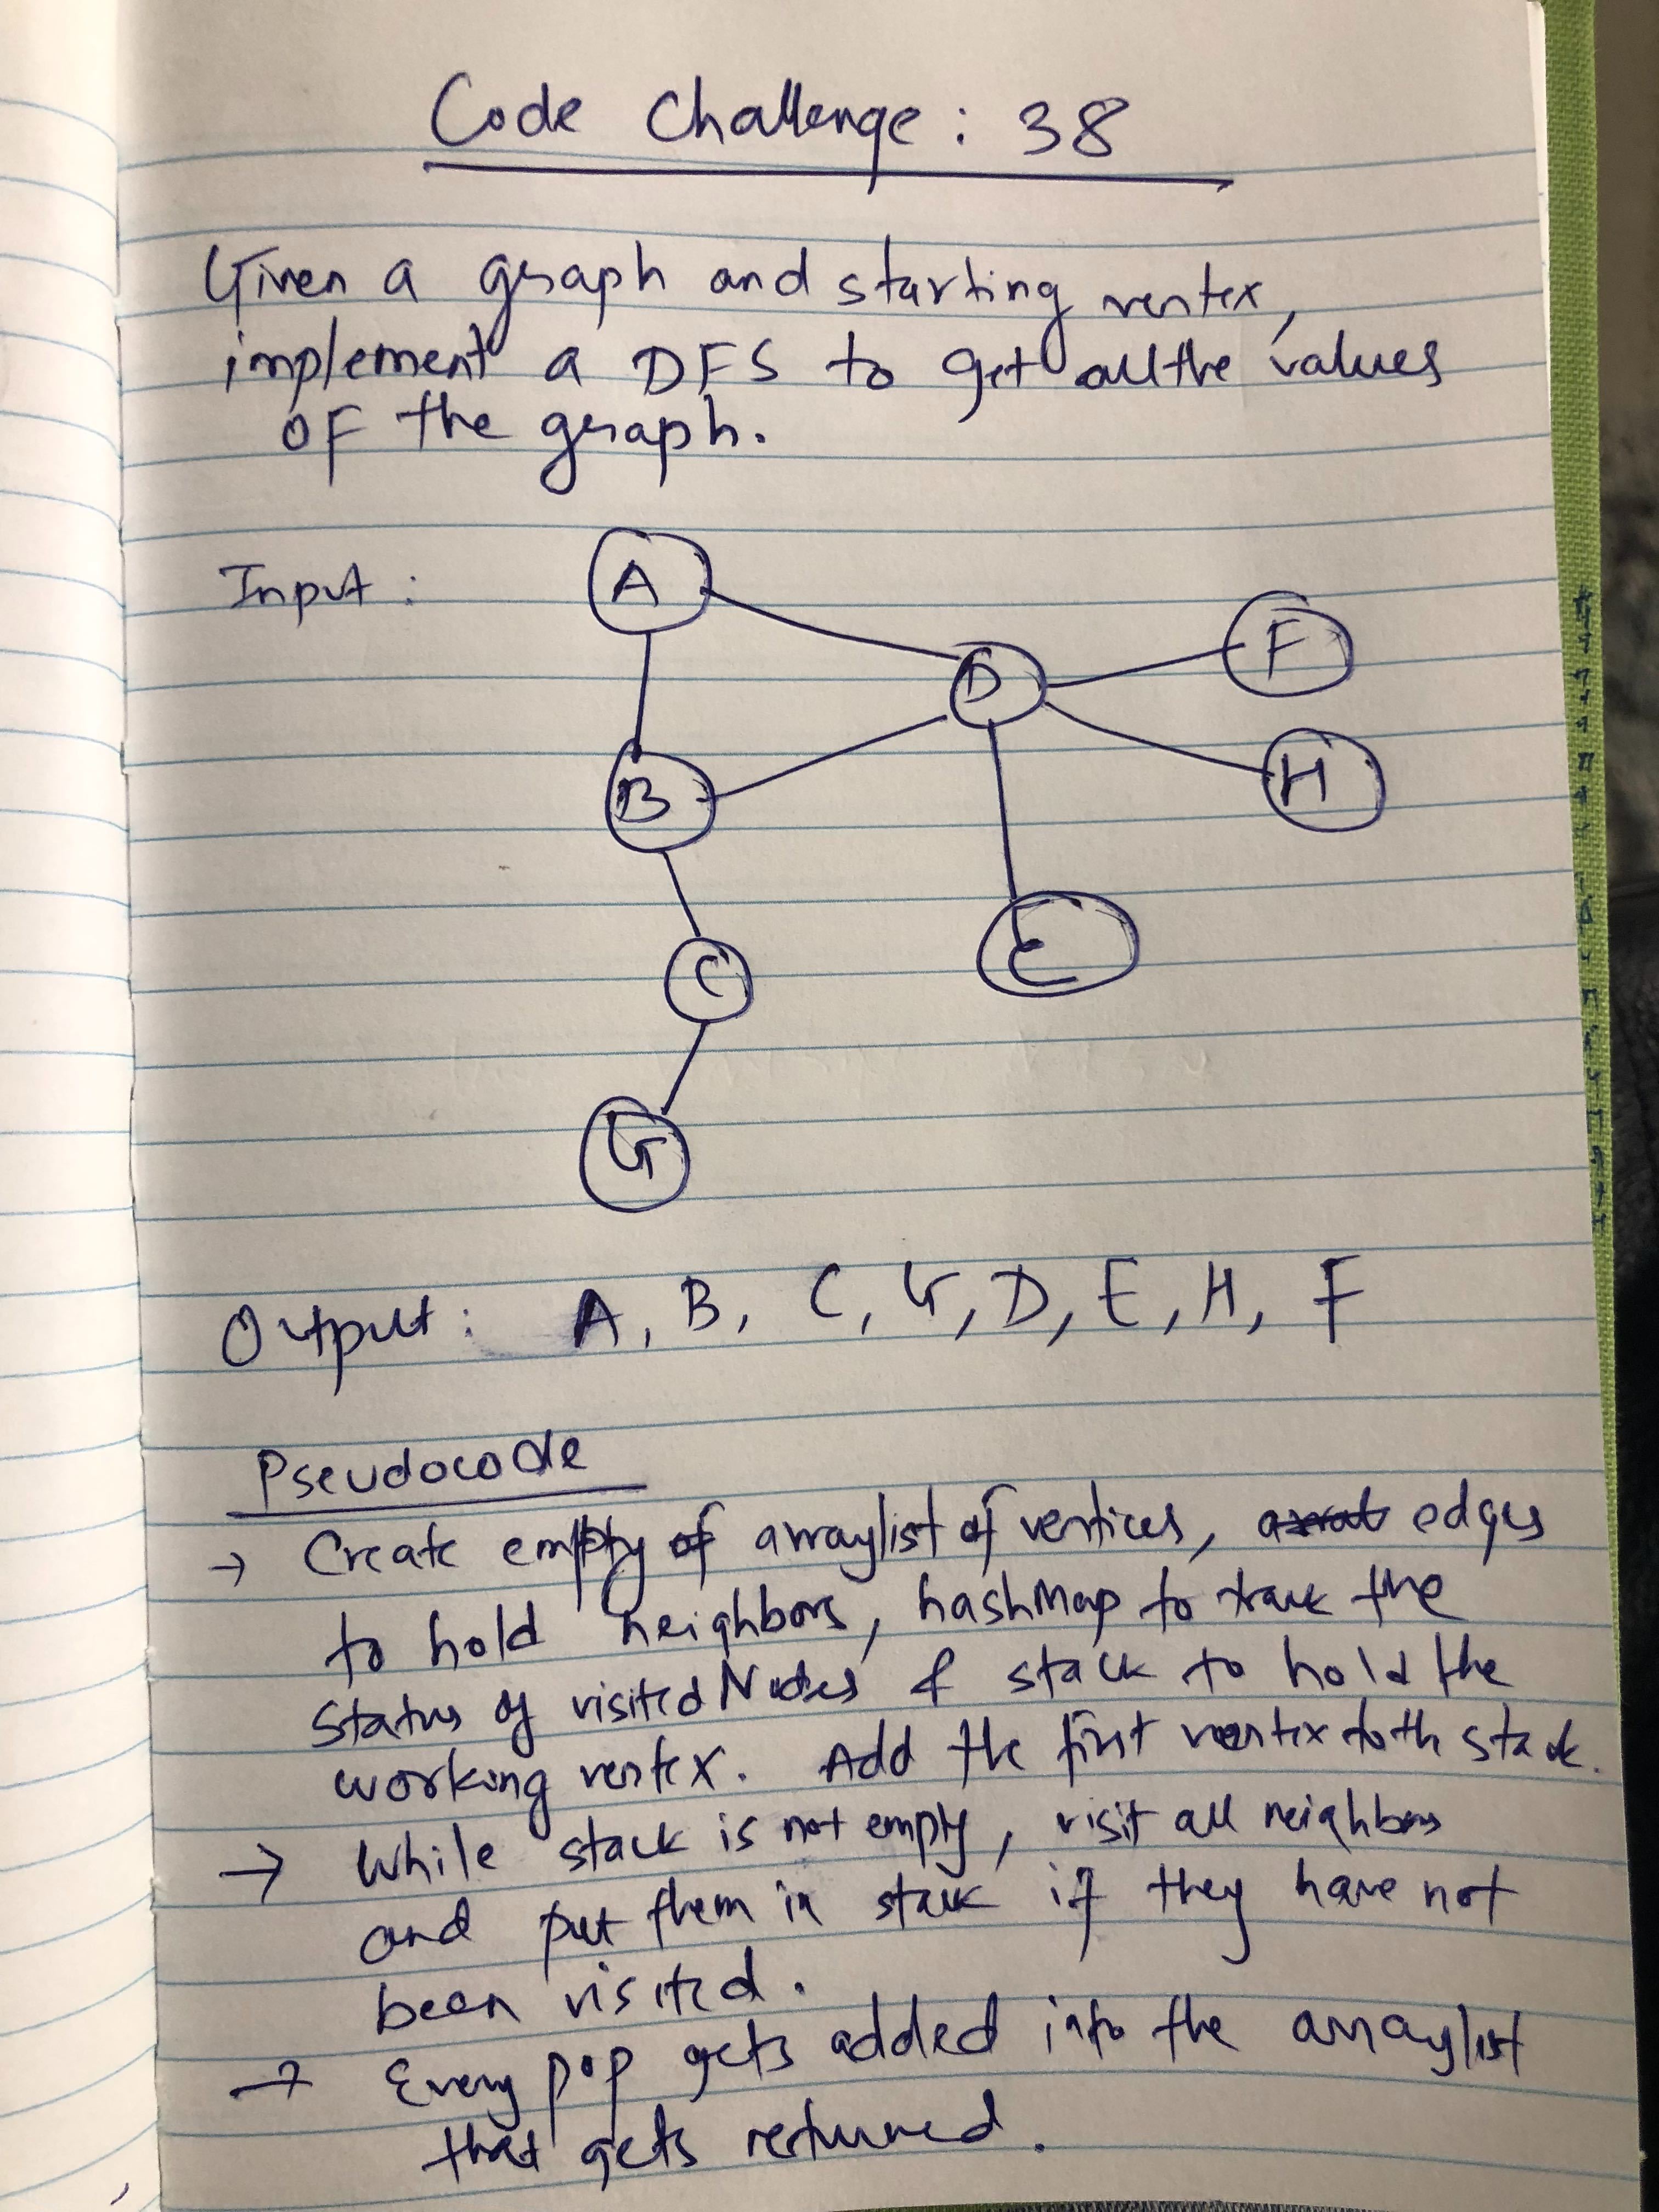 Code Challenge: 38
Given a graph and starting vertex,
implement a DFS to get all the values
of the graph.
Input:
A
F
D
H
B
E
C
G
Output: A, B, C, G, D, E, H, F
Pseudocode
→ Create empty of arraylist of vertices, edges
to hold neighbors, hashMap to track the
status of visited Nodes & stack to hold the
working vertex. Add the first vertex to th stack.
→ While stack is not empty, visit all neighbors
and put them in stack if they have not
been visited.
→ Every pop gets added into the arraylist
that gets returned.